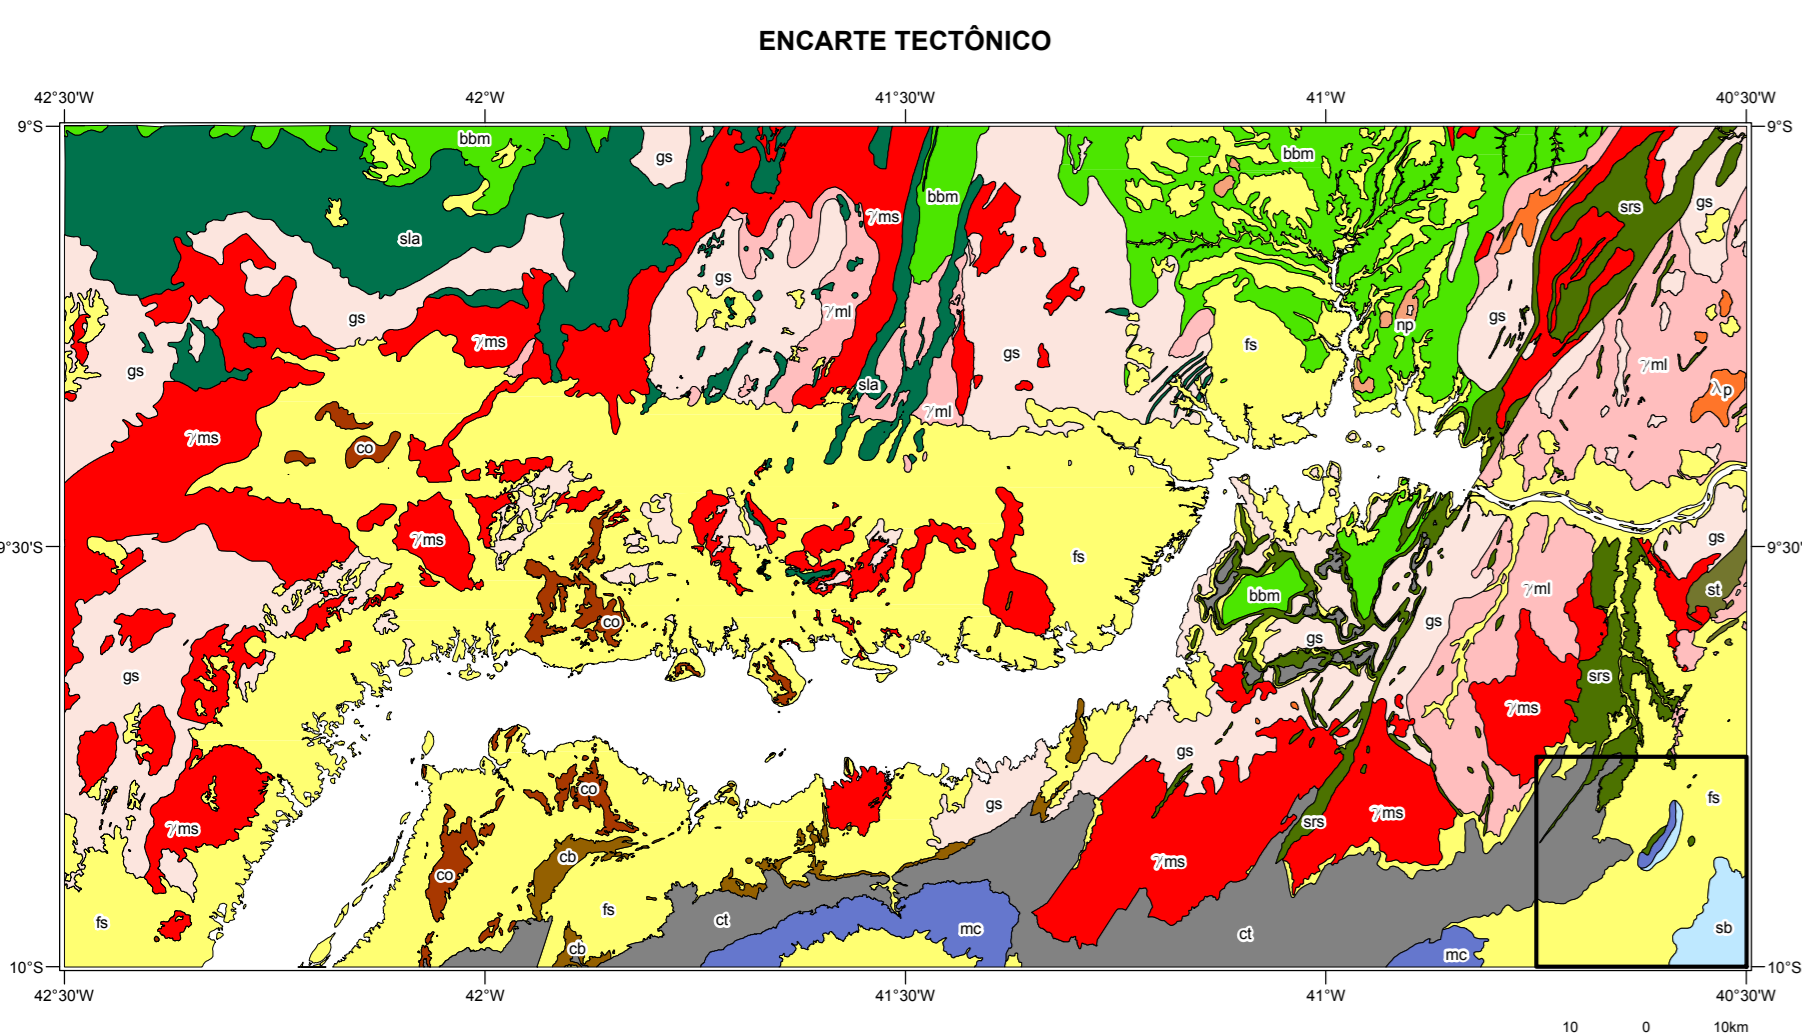 ENCARTE TECTÔNICO
42°30'W 42°W 41°30'W 41°W 40°30'W
9°S 9°S
bbm gs bbm
bbm srs gs
γms
sla
gs
γml
gs γms gs np fs
gs gs γml
sla λp
γml
γms co
γms fs gs
9°30'S 9°30'
bbm γml st
co gs gs
gs srs
γms
gs
co fs
gs
γms srs γms
cb γms
co
fs fs ct mc ct sb
cb mc
10°S 10°S
42°30'W 42°W 41°30'W 41°W 40°30'W
10 0 10km